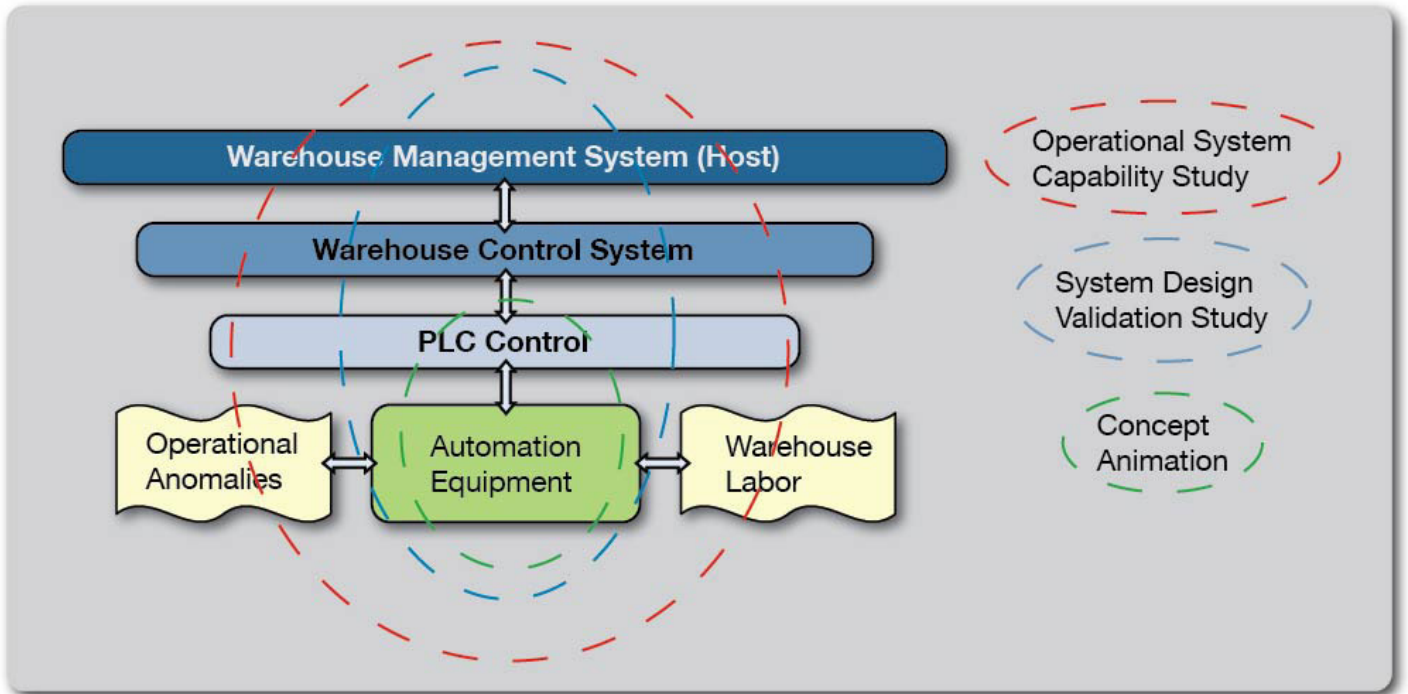 Warehouse Management System (Host)
Warehouse Control System
PLC Control
Operational
Anomalies
Automation
Equipment
Warehouse
Labor
Operational System
Capability Study
System Design
Validation Study
Concept
Animation